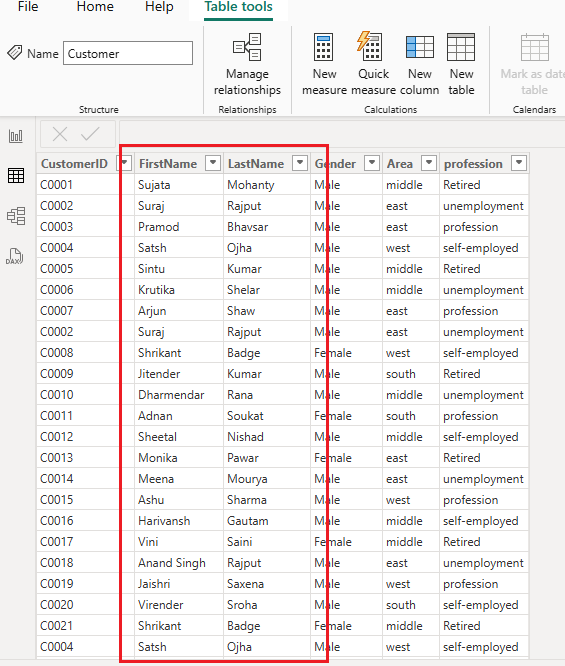 File Home Help Table tools
Name Customer
Manage relationships
New measure
Quick measure
New column
New table
Mark as date table
Structure Relationships Calculations Calendars
CustomerID FirstName LastName Gender Area profession
C0001 Sujata Mohanty Male middle Retired
C0002 Suraj Rajput Male east unemployment
C0003 Pramod Bhavsar Male east profession
C0004 Satsh Ojha Male west self-employed
C0005 Sintu Kumar Male middle Retired
C0006 Krutika Shelar Male middle unemployment
C0007 Arjun Shaw Male east profession
C0002 Suraj Rajput Male east unemployment
C0008 Shrikant Badge Female west self-employed
C0009 Jitender Kumar Male south Retired
C0010 Dharmendar Rana Male middle unemployment
C0011 Adnan Soukat Female south profession
C0012 Sheetal Nishad Male middle self-employed
C0013 Monika Pawar Female east Retired
C0014 Meena Mourya Male east unemployment
C0015 Ashu Sharma Male west profession
C0016 Harivansh Gautam Male middle self-employed
C0017 Vini Saini Female middle Retired
C0018 Anand Singh Rajput Male east unemployment
C0019 Jaishri Saxena Male west profession
C0020 Virender Sroha Male south self-employed
C0021 Shrikant Badge Female middle Retired
C0004 Satsh Ojha Male west self-employed
DAX